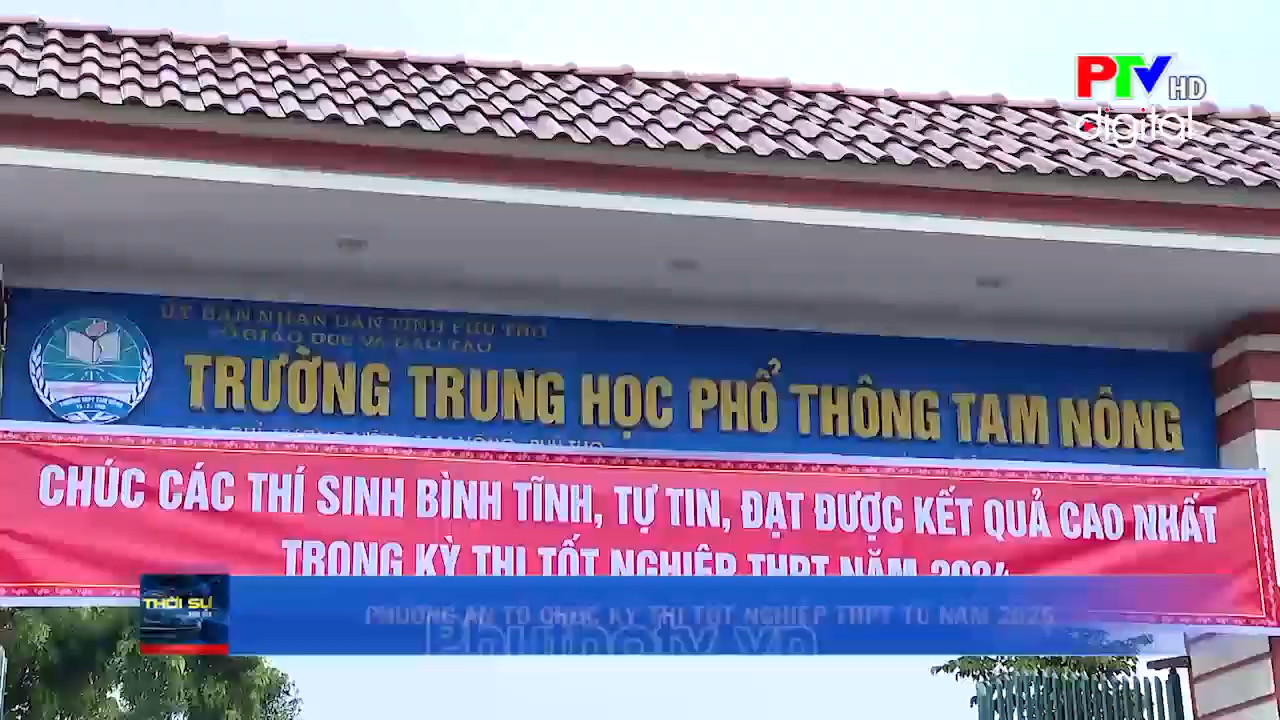 PTV HD
digital
ỦY BAN NHÂN DÂN TỈNH PHÚ THỌ
SỞ GIÁO DỤC VÀ ĐÀO TẠO
TRƯỜNG TRUNG HỌC PHỔ THÔNG TAM NÔNG
CHÚC CÁC THÍ SINH BÌNH TĨNH, TỰ TIN, ĐẠT ĐƯỢC KẾT QUẢ CAO NHẤT
TRONG KỲ THI TỐT NGHIỆP THPT NĂM 2024
THỜI SỰ
PHƯƠNG ÁN TỔ CHỨC KỲ THI TỐT NGHIỆP THPT TỪ NĂM 2025
Phuthotv.vn